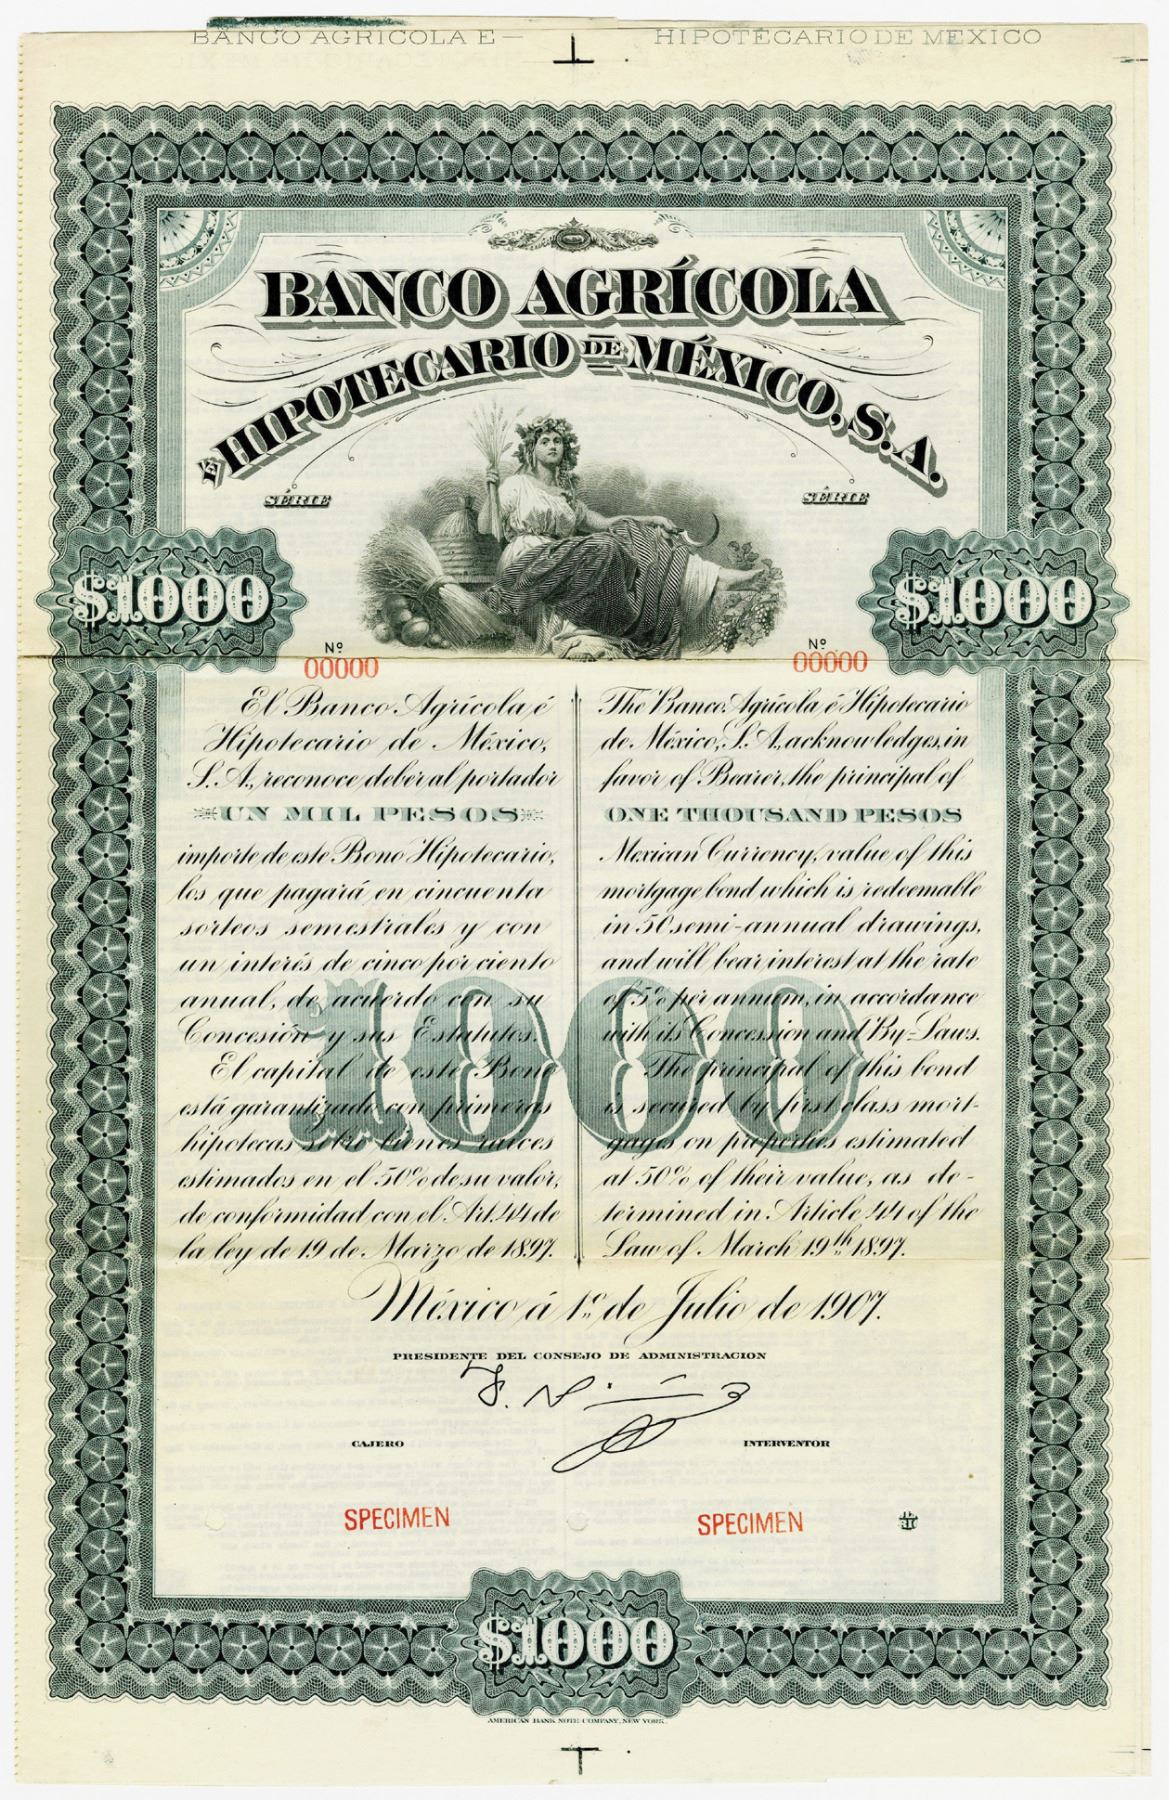 BANCO AGRICOLA E— HIPOTECARIO DE MEXICO
BANCO AGRÍCOLA
É HIPOTECARIO DE MÉXICO, S.A.
SÉRIE SÉRIE
$1000 $1000
Nº Nº
00000 00000
El Banco Agrícola é
Hipotecario de México,
S. A., reconoce deber al portador
UN MIL PESOS
importe de este Bono Hipotecario,
los que pagará en cincuenta
sorteos semestrales y con
un interés de cinco por ciento
anual, de acuerdo con su
Concesión y sus Estatutos.
El capital de este Bono
está garantizado con primeras
hipotecas sobre bienes raíces
estimados en el 50% de su valor,
de conformidad con el Art. 44 de
la ley de 19 de Marzo de 1897.
The Banco Agrícola é Hipotecario
de México, S. A., acknowledges, in
favor of Bearer, the principal of
ONE THOUSAND PESOS
Mexican Currency, value of this
mortgage bond which is redeemable
in 50 semi-annual drawings,
and will bear interest at the rate
of 5% per annum, in accordance
with its Concession and By-Laws.
The principal of this bond
is secured by first class mort-
gages on properties estimated
at 50% of their value, as de-
termined in Article 44 of the
Law of March 19th 1897.
1000
México á 1º de Julio de 1907.
PRESIDENTE DEL CONSEJO DE ADMINISTRACION
CAJERO INTERVENTOR
SPECIMEN SPECIMEN
$1000
AMERICAN BANK NOTE COMPANY, NEW YORK.